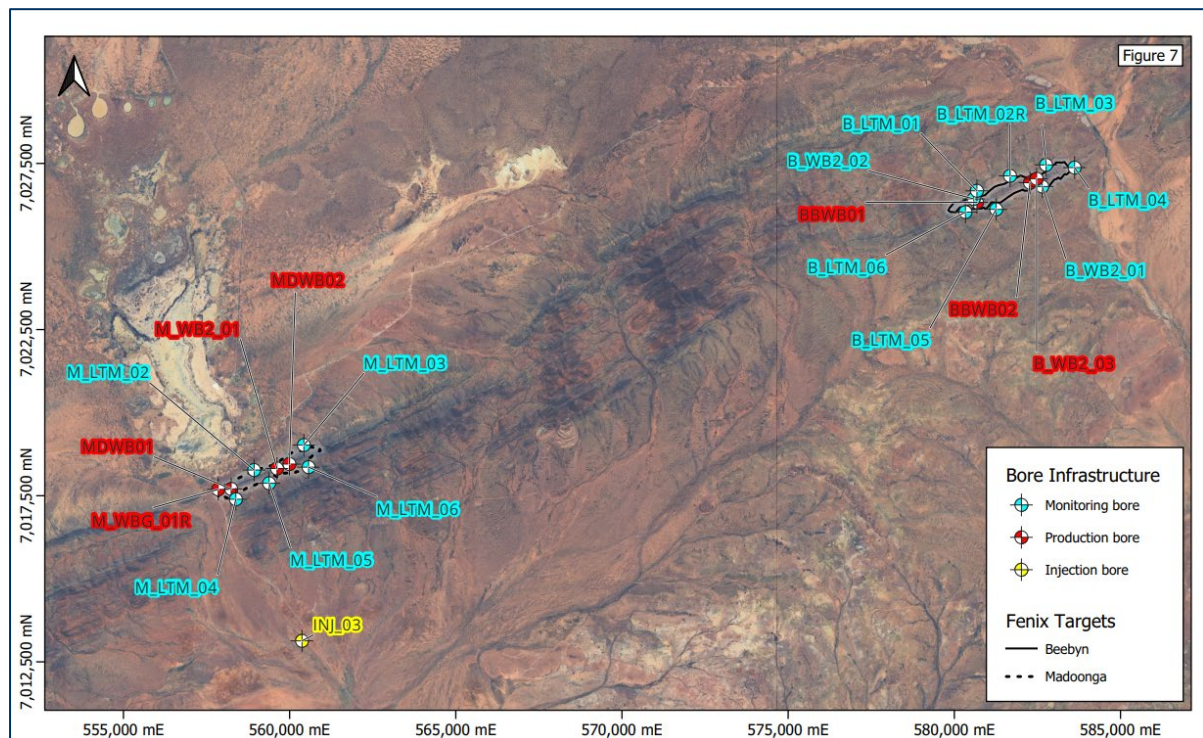 Figure 7
B_LTM_03
B_LTM_02R
B_LTM_01
B_WB2_02
7,027,500 mN
B_LTM_04
BBWB01
B_LTM_06
B_WB2_01
MDWB02
BBWB02
M_WB2_01
7,022,500 mN
B_LTM_05
M_LTM_03
B_WB2_03
M_LTM_02
MDWB01
Bore Infrastructure
Monitoring bore
Production bore
Injection bore
7,017,500 mN
M_LTM_06
M_WBG_01R
M_LTM_05
M_LTM_04
INJ_03
Fenix Targets
Beebyn
Madoonga
7,012,500 mN
555,000 mE
560,000 mE
565,000 mE
570,000 mE
575,000 mE
580,000 mE
585,000 mE